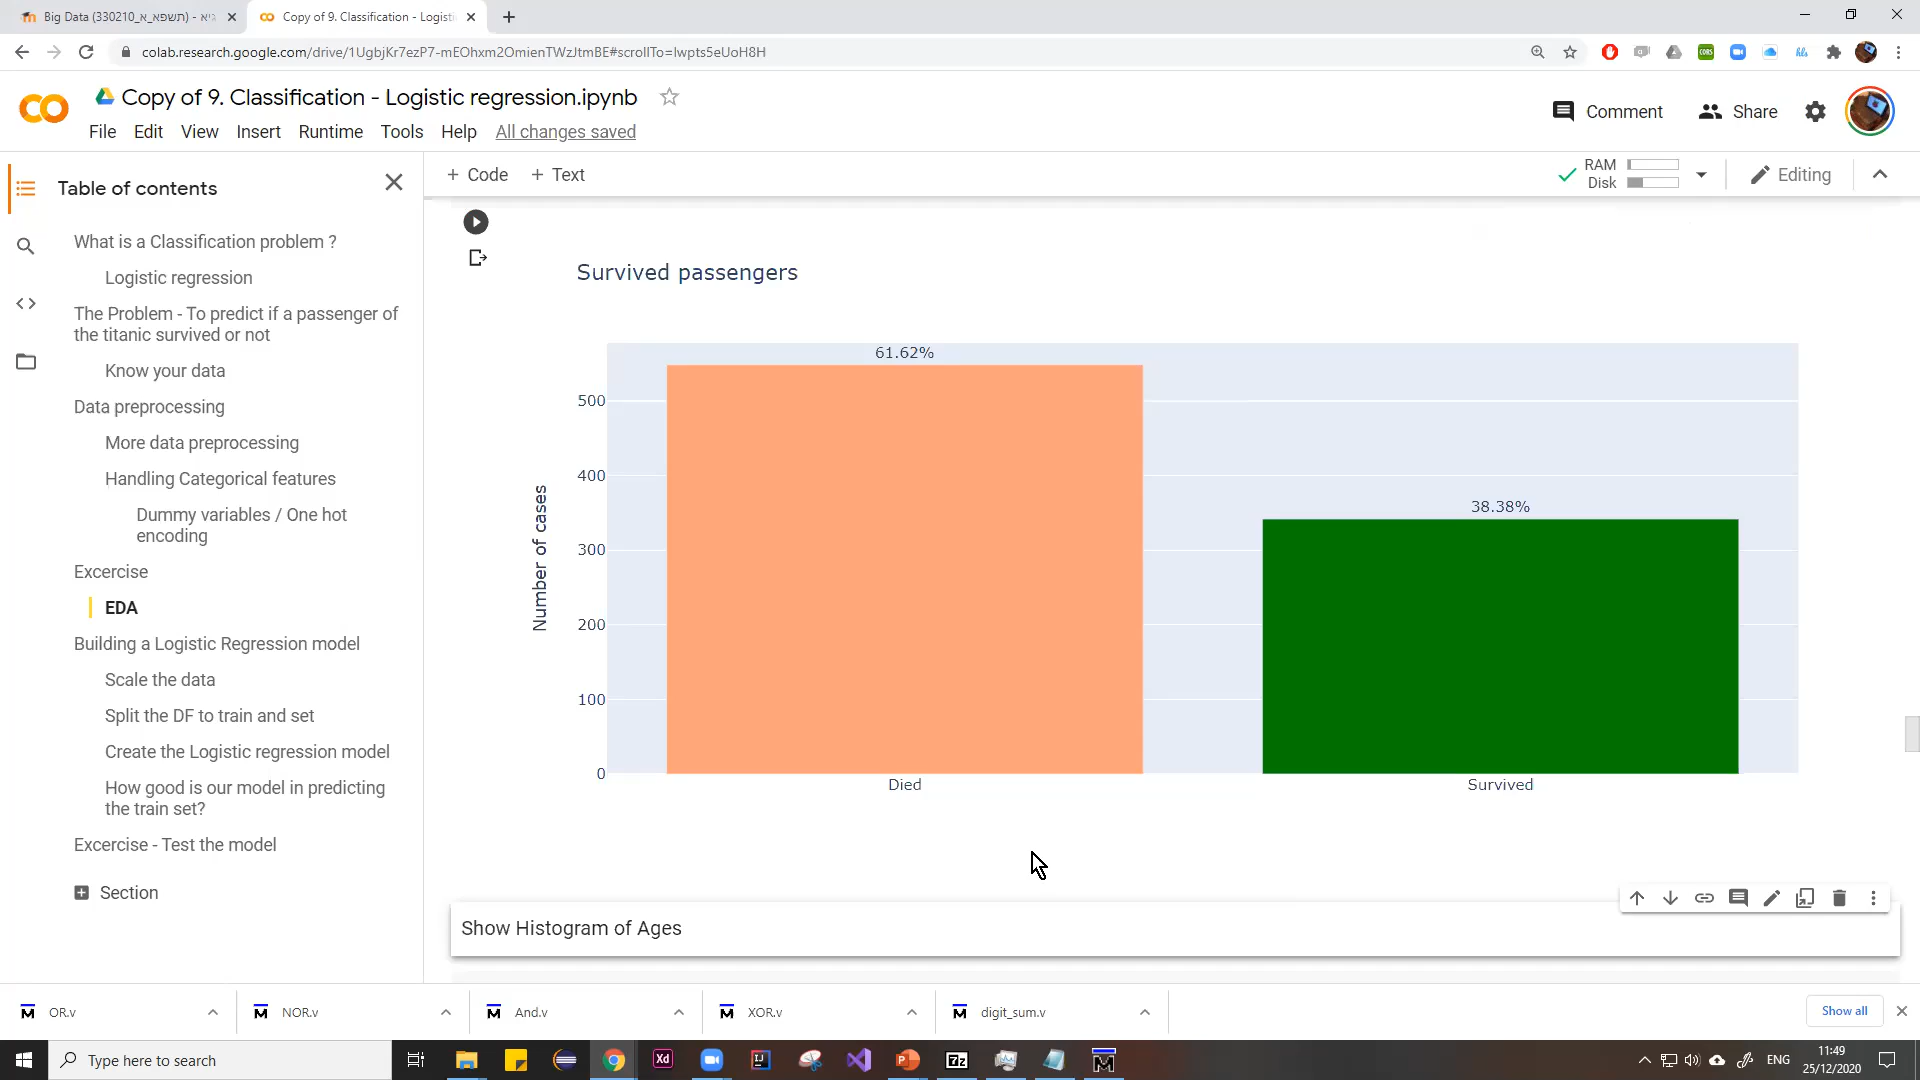 Big Data (330210_תשפא_א) - גיא
Copy of 9. Classification - Logisti
colab.research.google.com/drive/1UgbjKr7ezP7-mEOhxm2OmienTWzJtmBE#scrollTo=lwpts5eUoH8H
Copy of 9. Classification - Logistic regression.ipynb
Comment
Share
File Edit View Insert Runtime Tools Help All changes saved
Table of contents
+ Code + Text
RAM
Disk
Editing
What is a Classification problem ?
Logistic regression
The Problem - To predict if a passenger of
the titanic survived or not
Know your data
Data preprocessing
More data preprocessing
Handling Categorical features
Dummy variables / One hot
encoding
Excercise
EDA
Building a Logistic Regression model
Scale the data
Split the DF to train and set
Create the Logistic regression model
How good is our model in predicting
the train set?
Excercise - Test the model
Section
Survived passengers
61.62%
38.38%
500
400
300
200
100
0
Number of cases
Died
Survived
Show Histogram of Ages
OR.v
NOR.v
And.v
XOR.v
digit_sum.v
Show all
Type here to search
ENG
11:49
25/12/2020